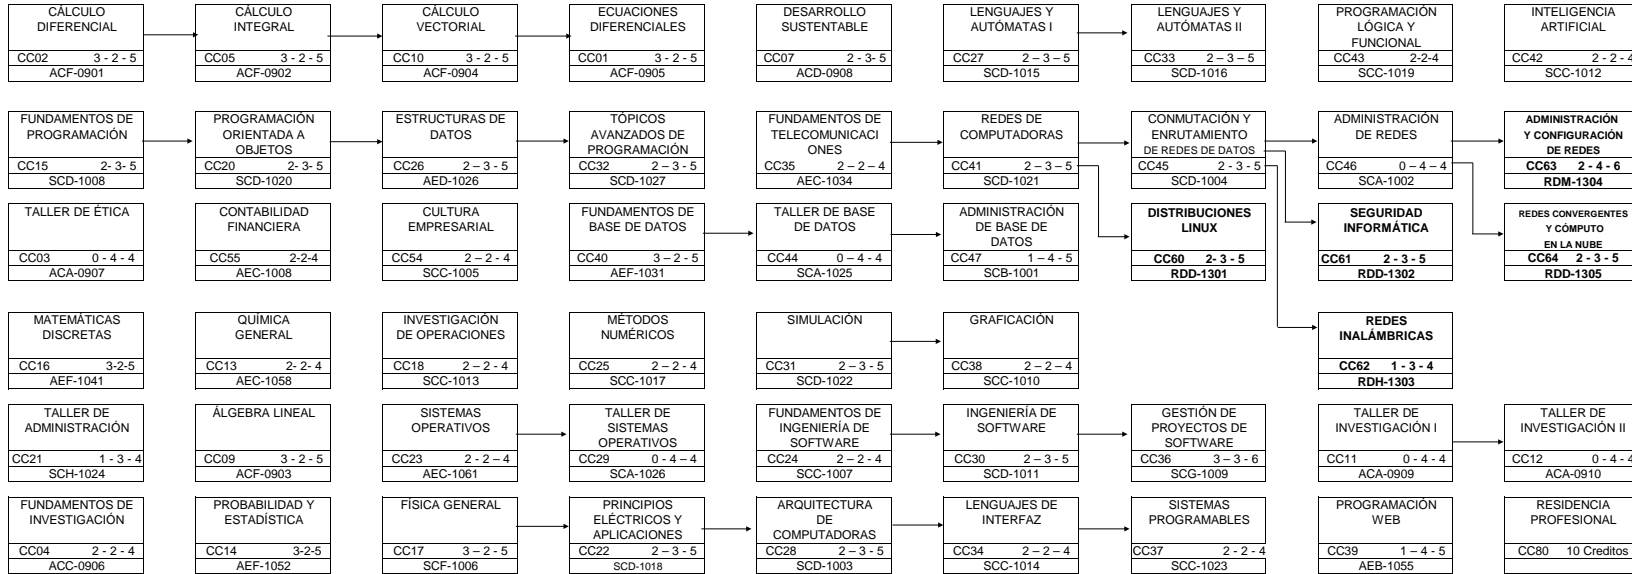 CÁLCULO
DIFERENCIAL
CC02 3 - 2 - 5
ACF-0901
CÁLCULO
INTEGRAL
CC05 3 - 2 - 5
ACF-0902
CÁLCULO
VECTORIAL
CC10 3 - 2 - 5
ACF-0904
ECUACIONES
DIFERENCIALES
CC01 3 - 2 - 5
ACF-0905
DESARROLLO
SUSTENTABLE
CC07 2 - 3- 5
ACD-0908
LENGUAJES Y
AUTÓMATAS I
CC27 2 – 3 – 5
SCD-1015
LENGUAJES Y
AUTÓMATAS II
CC33 2 – 3 – 5
SCD-1016
PROGRAMACIÓN
LÓGICA Y
FUNCIONAL
CC43 2-2-4
SCC-1019
INTELIGENCIA
ARTIFICIAL
CC42 2 - 2 - 4
SCC-1012
FUNDAMENTOS DE
PROGRAMACIÓN
CC15 2- 3- 5
SCD-1008
PROGRAMACIÓN
ORIENTADA A
OBJETOS
CC20 2- 3- 5
SCD-1020
ESTRUCTURAS DE
DATOS
CC26 2 – 3 - 5
AED-1026
TÓPICOS
AVANZADOS DE
PROGRAMACIÓN
CC32 2 – 3 - 5
SCD-1027
FUNDAMENTOS DE
TELECOMUNICACI
ONES
CC35 2 – 2 – 4
AEC-1034
REDES DE
COMPUTADORAS
CC41 2 – 3 – 5
SCD-1021
CONMUTACIÓN Y
ENRUTAMIENTO
DE REDES DE DATOS
CC45 2 - 3 - 5
SCD-1004
ADMINISTRACIÓN
DE REDES
CC46 0 – 4 – 4
SCA-1002
ADMINISTRACIÓN
Y CONFIGURACIÓN
DE REDES
CC63 2 - 4 - 6
RDM-1304
TALLER DE ÉTICA
CC03 0 - 4 - 4
ACA-0907
CONTABILIDAD
FINANCIERA
CC55 2-2-4
AEC-1008
CULTURA
EMPRESARIAL
CC54 2 – 2 – 4
SCC-1005
FUNDAMENTOS DE
BASE DE DATOS
CC40 3 – 2 – 5
AEF-1031
TALLER DE BASE
DE DATOS
CC44 0 – 4 - 4
SCA-1025
ADMINISTRACIÓN
DE BASE DE
DATOS
CC47 1 – 4 - 5
SCB-1001
DISTRIBUCIONES
LINUX
CC60 2- 3 - 5
RDD-1301
SEGURIDAD
INFORMÁTICA
CC61 2 - 3 - 5
RDD-1302
REDES CONVERGENTES
Y CÓMPUTO
EN LA NUBE
CC64 2 - 3 - 5
RDD-1305
MATEMÁTICAS
DISCRETAS
CC16 3-2-5
AEF-1041
QUÍMICA
GENERAL
CC13 2- 2- 4
AEC-1058
INVESTIGACIÓN
DE OPERACIONES
CC18 2 – 2 - 4
SCC-1013
MÉTODOS
NUMÉRICOS
CC25 2 – 2 - 4
SCC-1017
SIMULACIÓN
CC31 2 – 3 - 5
SCD-1022
GRAFICACIÓN
CC38 2 – 2 – 4
SCC-1010
REDES
INALÁMBRICAS
CC62 1 - 3 - 4
RDH-1303
TALLER DE
ADMINISTRACIÓN
CC21 1 - 3 - 4
SCH-1024
ÁLGEBRA LINEAL
CC09 3 - 2 - 5
ACF-0903
SISTEMAS
OPERATIVOS
CC23 2 - 2 – 4
AEC-1061
TALLER DE
SISTEMAS
OPERATIVOS
CC29 0 - 4 – 4
SCA-1026
FUNDAMENTOS DE
INGENIERÍA DE
SOFTWARE
CC24 2 – 2 - 4
SCC-1007
INGENIERÍA DE
SOFTWARE
CC30 2 – 3 - 5
SCD-1011
GESTIÓN DE
PROYECTOS DE
SOFTWARE
CC36 3 – 3 - 6
SCG-1009
TALLER DE
INVESTIGACIÓN I
CC11 0 - 4 - 4
ACA-0909
TALLER DE
INVESTIGACIÓN II
CC12 0 - 4 - 4
ACA-0910
FUNDAMENTOS DE
INVESTIGACIÓN
CC04 2 - 2 - 4
ACC-0906
PROBABILIDAD Y
ESTADÍSTICA
CC14 3-2-5
AEF-1052
FÍSICA GENERAL
CC17 3 – 2 - 5
SCF-1006
PRINCIPIOS
ELÉCTRICOS Y
APLICACIONES
CC22 2 – 3 - 5
SCD-1018
ARQUITECTURA
DE
COMPUTADORAS
CC28 2 – 3 – 5
SCD-1003
LENGUAJES DE
INTERFAZ
CC34 2 – 2 – 4
SCC-1014
SISTEMAS
PROGRAMABLES
CC37 2 - 2 - 4
SCC-1023
PROGRAMACIÓN
WEB
CC39 1 – 4 - 5
AEB-1055
RESIDENCIA
PROFESIONAL
CC80 10 Creditos